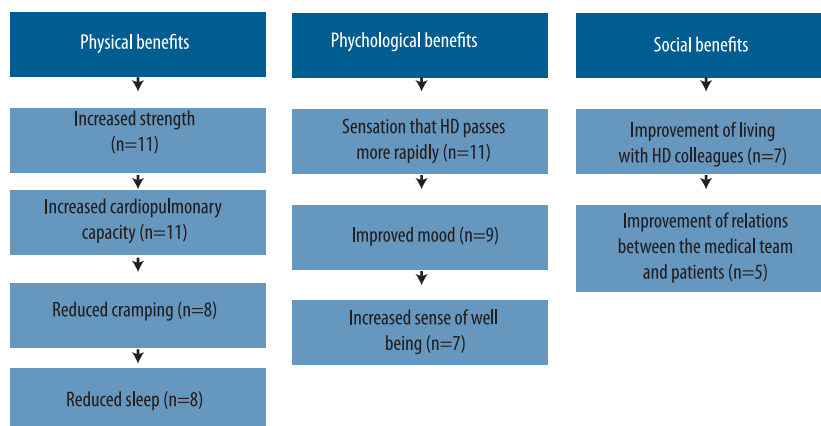 Physical benefits
Increased strength
(n=11)
Increased cardiopulmonary
capacity (n=11)
Reduced cramping (n=8)
Reduced sleep (n=8)
Phychological benefits
Sensation that HD passes
more rapidly (n=11)
Improved mood (n=9)
Increased sense of well
being (n=7)
Social benefits
Improvement of living
with HD colleagues (n=7)
Improvement of relations
between the medical team
and patients (n=5)